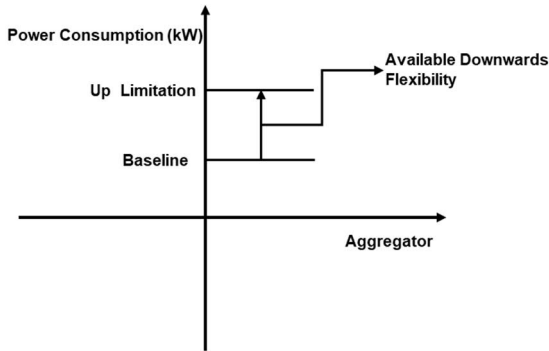 Power Consumption (kW)
Available Downwards
Flexibility
Up Limitation
Baseline
Aggregator